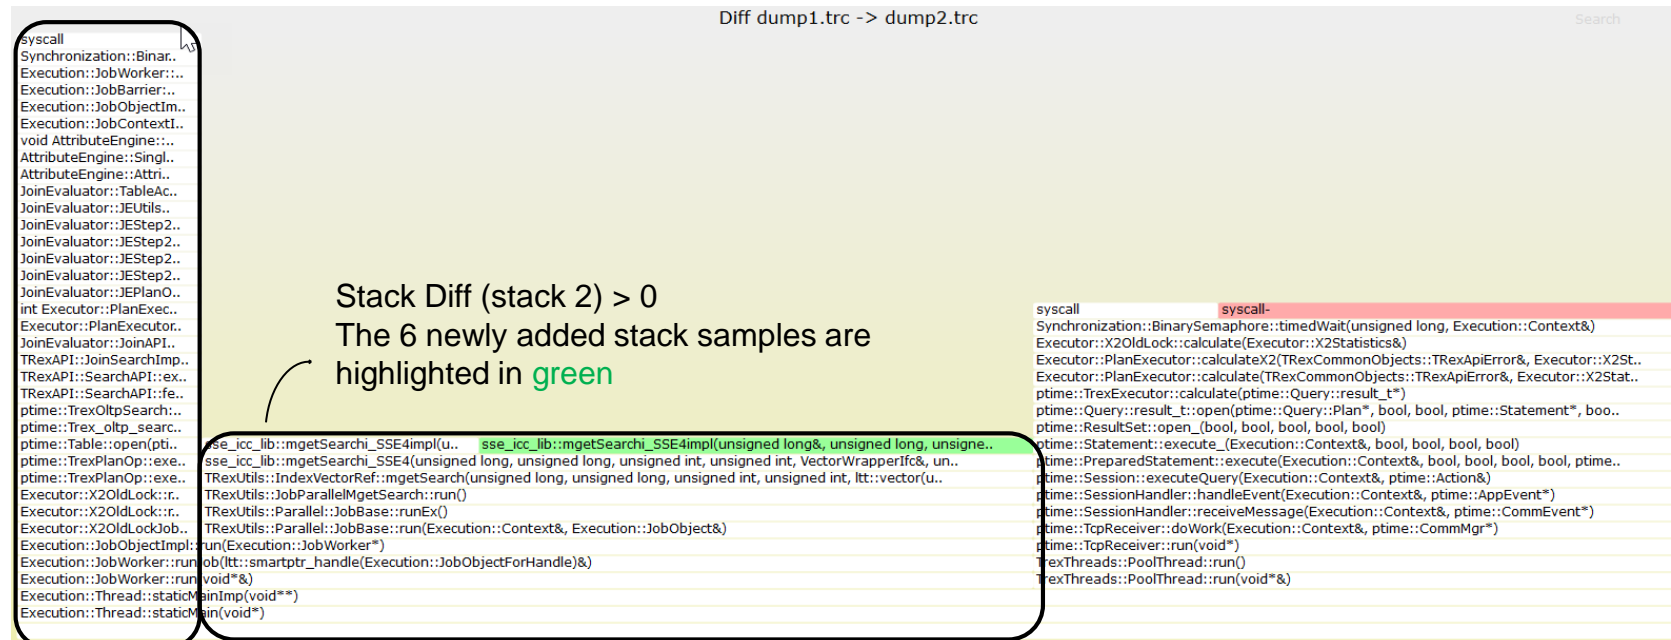 Diff dump1.trc -> dump2.trc
Search
syscall
Synchronization::Binar..
Execution::JobWorker::..
Execution::JobBarrier:..
Execution::JobObjectIm..
Execution::JobContextI..
void AttributeEngine::..
AttributeEngine::Singl..
AttributeEngine::Attri..
JoinEvaluator::TableAc..
JoinEvaluator::JEUtils..
JoinEvaluator::JEStep2..
JoinEvaluator::JEStep2..
JoinEvaluator::JEStep2..
JoinEvaluator::JEStep2..
JoinEvaluator::JEPlanO..
int Executor::PlanExec..
Executor::PlanExecutor..
JoinEvaluator::JoinAPI..
TRexAPI::JoinSearchImp..
TRexAPI::SearchAPI::ex..
TRexAPI::SearchAPI::fe..
ptime::TrexOltpSearch:..
ptime::Trex_oltp_searc..
ptime::Table::open(pti..
ptime::TrexPlanOp::exe..
ptime::TrexPlanOp::exe..
Executor::X2OldLock::r..
Executor::X2OldLock::r..
Executor::X2OldLockJob..
Execution::JobObjectImpl::run(Execution::JobWorker*)
Execution::JobWorker::runJob(ltt::smartptr_handle(Execution::JobObjectForHandle)&)
Execution::JobWorker::run(void*&)
Execution::Thread::staticMainImp(void**)
Execution::Thread::staticMain(void*)
Stack Diff (stack 2) > 0
The 6 newly added stack samples are
highlighted in green
sse_icc_lib::mgetSearchi_SSE4impl(u..
sse_icc_lib::mgetSearchi_SSE4impl(unsigned long&, unsigned long, unsigne..
sse_icc_lib::mgetSearchi_SSE4(unsigned long, unsigned long, unsigned int, unsigned int, VectorWrapperIfc&, un..
TRexUtils::IndexVectorRef::mgetSearch(unsigned long, unsigned long, unsigned int, unsigned int, ltt::vector(u..
TRexUtils::JobParallelMgetSearch::run()
TRexUtils::Parallel::JobBase::runEx()
TRexUtils::Parallel::JobBase::run(Execution::Context&, Execution::JobObject&)
syscall
syscall-
Synchronization::BinarySemaphore::timedWait(unsigned long, Execution::Context&)
Executor::X2OldLock::calculate(Executor::X2Statistics&)
Executor::PlanExecutor::calculateX2(TRexCommonObjects::TRexApiError&, Executor::X2St..
Executor::PlanExecutor::calculate(TRexCommonObjects::TRexApiError&, Executor::X2Stat..
ptime::TrexExecutor::calculate(ptime::Query::result_t*)
ptime::Query::result_t::open(ptime::Query::Plan*, bool, bool, ptime::Statement*, boo..
ptime::ResultSet::open_(bool, bool, bool, bool, bool)
ptime::Statement::execute_(Execution::Context&, bool, bool, bool, bool)
ptime::PreparedStatement::execute(Execution::Context&, bool, bool, bool, bool, ptime..
ptime::Session::executeQuery(Execution::Context&, ptime::Action&)
ptime::SessionHandler::handleEvent(Execution::Context&, ptime::AppEvent*)
ptime::SessionHandler::receiveMessage(Execution::Context&, ptime::CommEvent*)
ptime::TcpReceiver::doWork(Execution::Context&, ptime::CommMgr*)
ptime::TcpReceiver::run(void*)
TrexThreads::PoolThread::run()
TrexThreads::PoolThread::run(void*&)